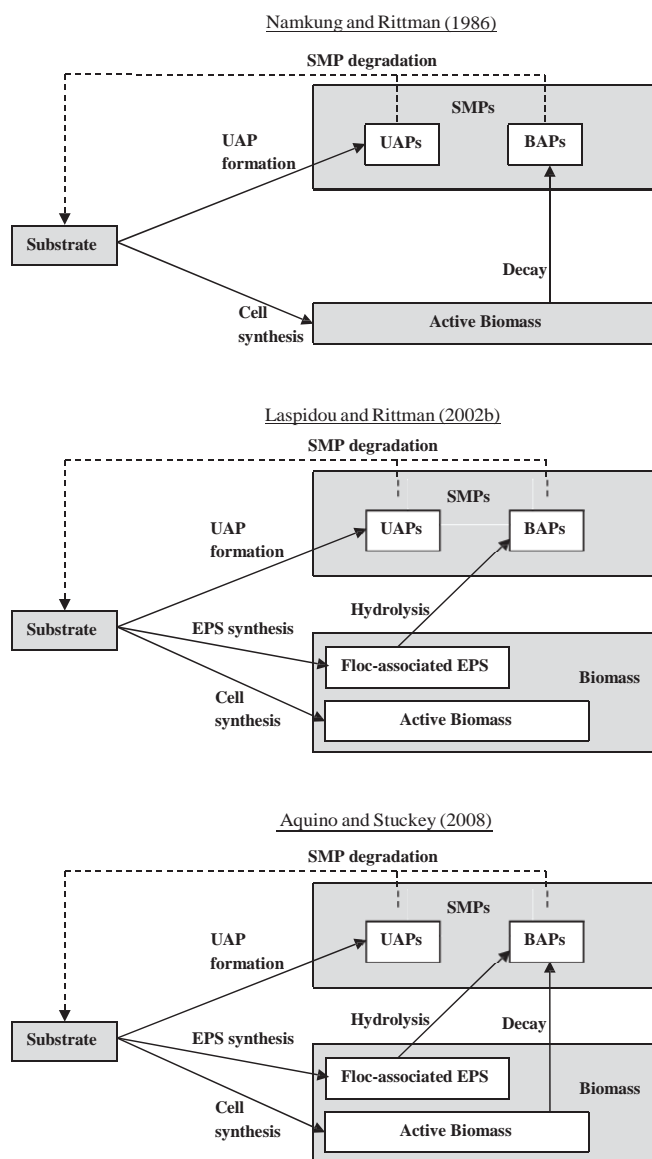 Namkung and Rittman (1986)
SMP degradation
SMPs
UAP
formation
UAPs
BAPs
Substrate
Decay
Cell
synthesis
Active Biomass
Laspidou and Rittman (2002b)
SMP degradation
SMPs
UAP
formation
UAPs
BAPs
Hydrolysis
Substrate
EPS synthesis
Floc-associated EPS
Biomass
Cell
synthesis
Active Biomass
Aquino and Stuckey (2008)
SMP degradation
SMPs
UAP
formation
UAPs
BAPs
Hydrolysis
Decay
Substrate
EPS synthesis
Floc-associated EPS
Biomass
Cell
synthesis
Active Biomass